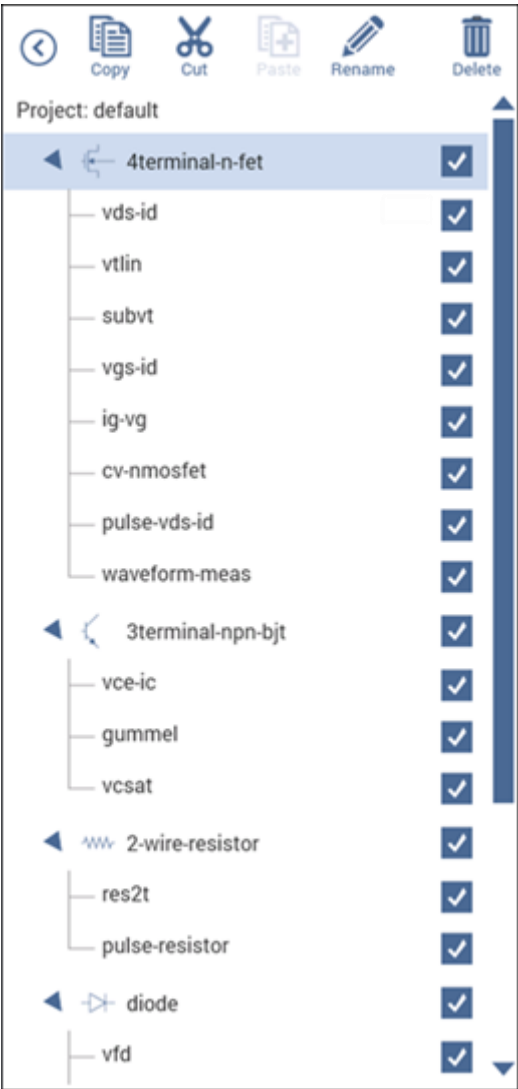 Copy Cut Paste Rename Delete
Project: default
4terminal-n-fet
vds-id
vtlin
subvt
vgs-id
ig-vg
cv-nmosfet
pulse-vds-id
waveform-meas
3terminal-npn-bjt
vce-ic
gummel
vcsat
2-wire-resistor
res2t
pulse-resistor
diode
vfd